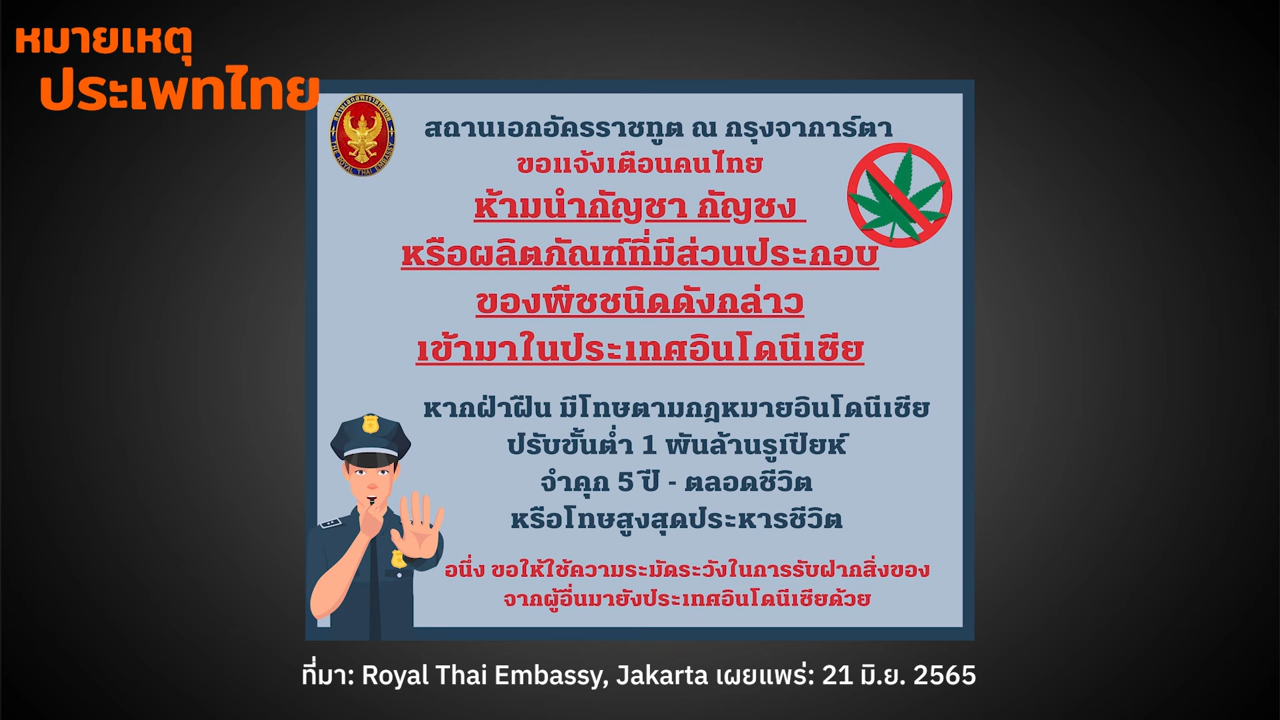 หมายเหตุ
ประเพทไทย
สถานเอกอัครราชทูต ณ กรุงจาการ์ตา
ขอแจ้งเตือนคนไทย
ห้ามนำกัญชา กัญชง
หรือผลิตภัณฑ์ที่มีส่วนประกอบ
ของพืชชนิดดังกล่าว
เข้ามาในประเทศอินโดนีเซีย
หากฝ่าฝืน มีโทษตามกฎหมายอินโดนีเซีย
ปรับขั้นต่ำ 1 พันล้านรูเปียห์
จำคุก 5 ปี - ตลอดชีวิต
หรือโทษสูงสุดประหารชีวิต
อนึ่ง ขอให้ใช้ความระมัดระวังในการรับฝากสิ่งของ
จากผู้อื่นมายังประเทศอินโดนีเซียด้วย
ที่มา: Royal Thai Embassy, Jakarta เผยแพร่: 21 มิ.ย. 2565